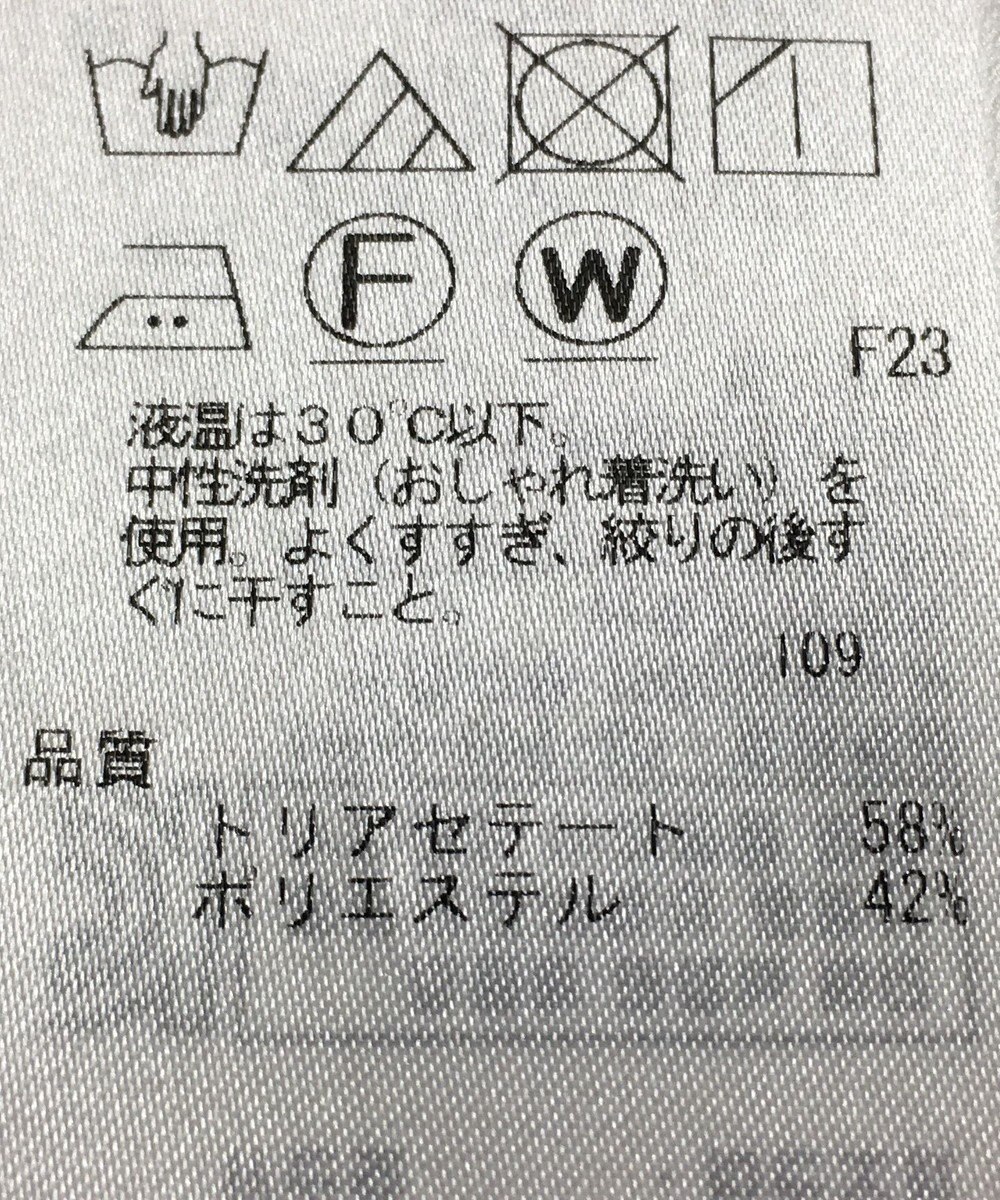 F
W
F23
液温は30℃以下。
中性洗剤（おしゃれ着洗い）を
使用。よくすすぎ、絞りの後す
ぐに干すこと。
109
品質
トリアセテート 58%
ポリエステル 42%